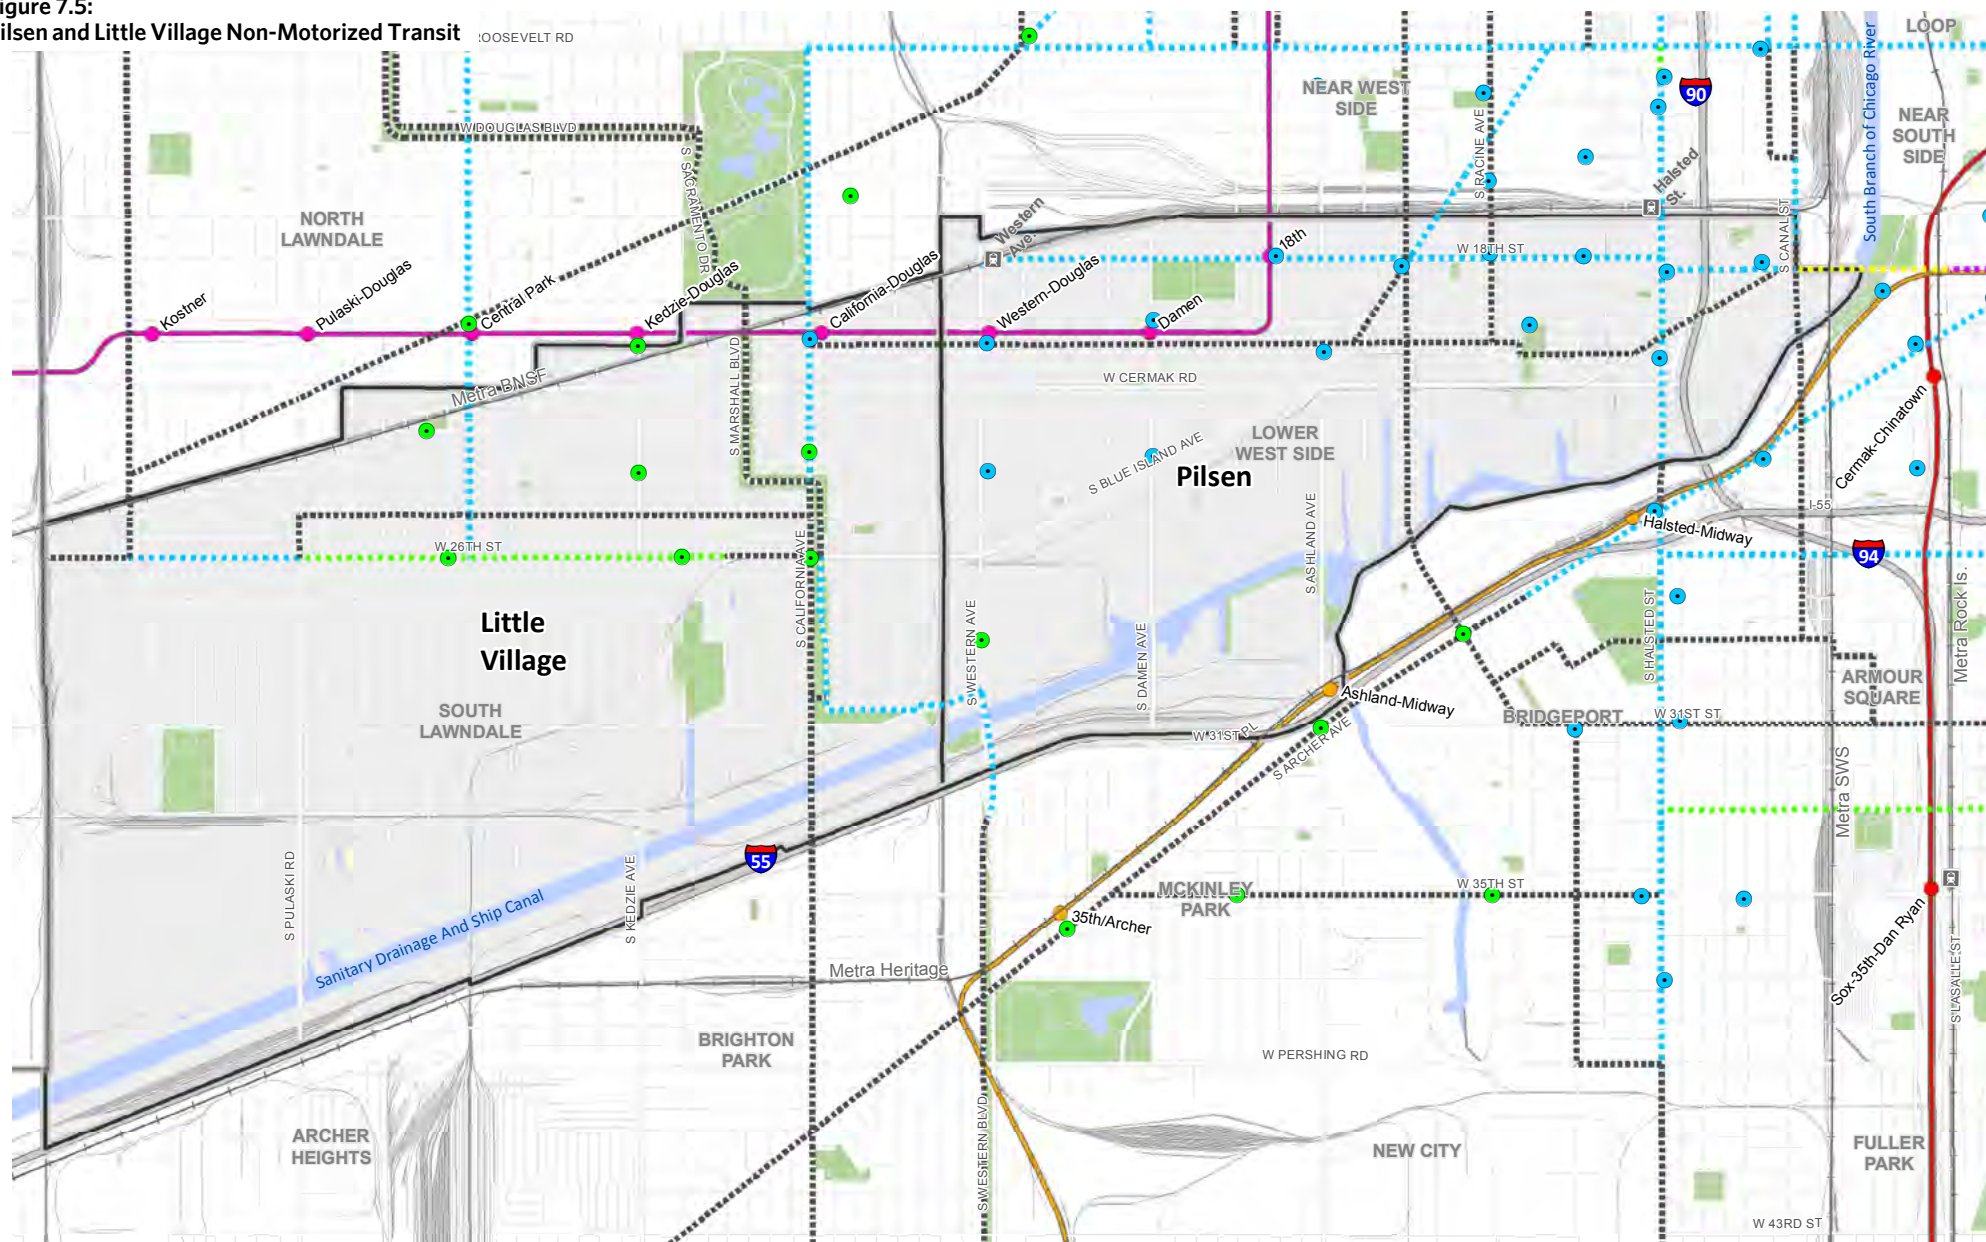 igure 7.5:
ilsen and Little Village Non-Motorized Transit
ROOSEVELT RD
LOOP
W DOUGLAS BLVD
NEAR WEST
SIDE
90
S RACINE AVE
Halsted
St.
South Branch of Chicago River
NEAR
SOUTH
SIDE
S SACRAMENTO DR
NORTH
LAWNDALE
Western
Ave.
18th
W 18TH ST
S CANAL ST
Kostner
Pulaski-Douglas
Central Park
Kedzie-Douglas
California-Douglas
Western-Douglas
Damen
Metra BNSF
S MARSHALL BLVD
W CERMAK RD
Cermak-Chinatown
S BLUE ISLAND AVE
LOWER
WEST SIDE
Pilsen
S ASHLAND AVE
I-55
Halsted-Midway
94
W 26TH ST
S CALIFORNIA AVE
Little
Village
S WESTERN AVE
S DAMEN AVE
S HALSTED ST
Metra Rock Is.
SOUTH
LAWNDALE
Ashland-Midway
ARMOUR
SQUARE
BRIDGEPORT
W 31ST ST
W 31ST PL
S ARCHER AVE
Metra SWS
55
S PULASKI RD
S KEDZIE AVE
W 35TH ST
MCKINLEY
PARK
35th/Archer
Sanitary Drainage And Ship Canal
Sox-35th-Dan Ryan
S LASALLE ST
Metra Heritage
BRIGHTON
PARK
W PERSHING RD
S WESTERN BLVD
ARCHER
HEIGHTS
NEW CITY
FULLER
PARK
W 43RD ST